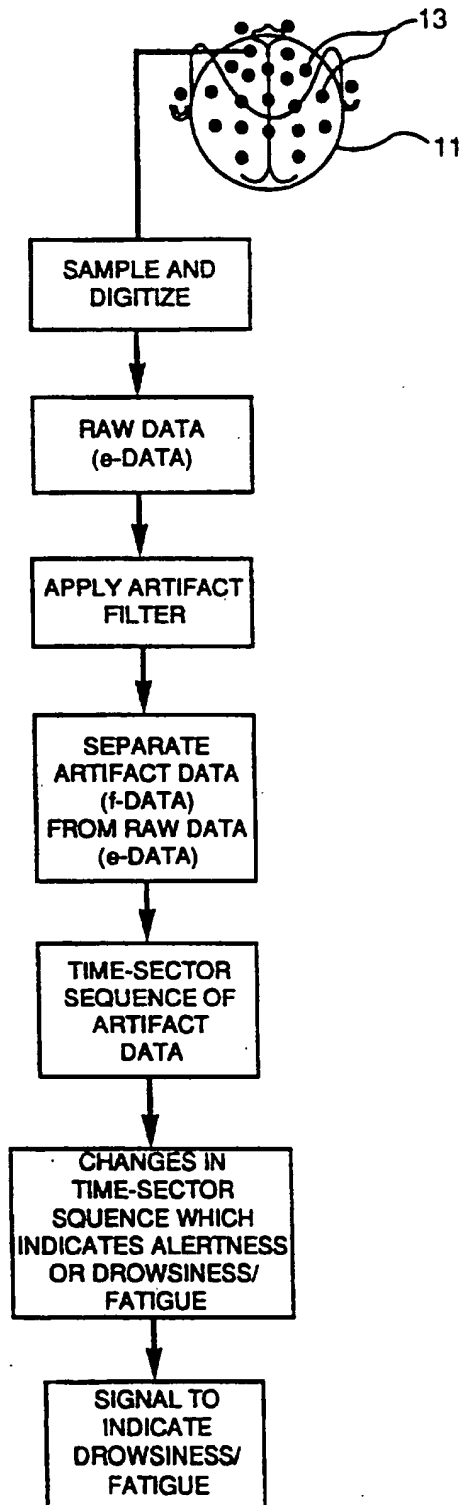 13
11
SAMPLE AND
DIGITIZE
RAW DATA
(e-DATA)
APPLY ARTIFACT
FILTER
SEPARATE
ARTIFACT DATA
(f-DATA)
FROM RAW DATA
(e-DATA)
TIME-SECTOR
SEQUENCE OF
ARTIFACT
DATA
CHANGES IN
TIME-SECTOR
SQUENCE WHICH
INDICATES ALERTNESS
OR DROWSINESS/
FATIGUE
SIGNAL TO
INDICATE
DROWSINESS/
FATIGUE